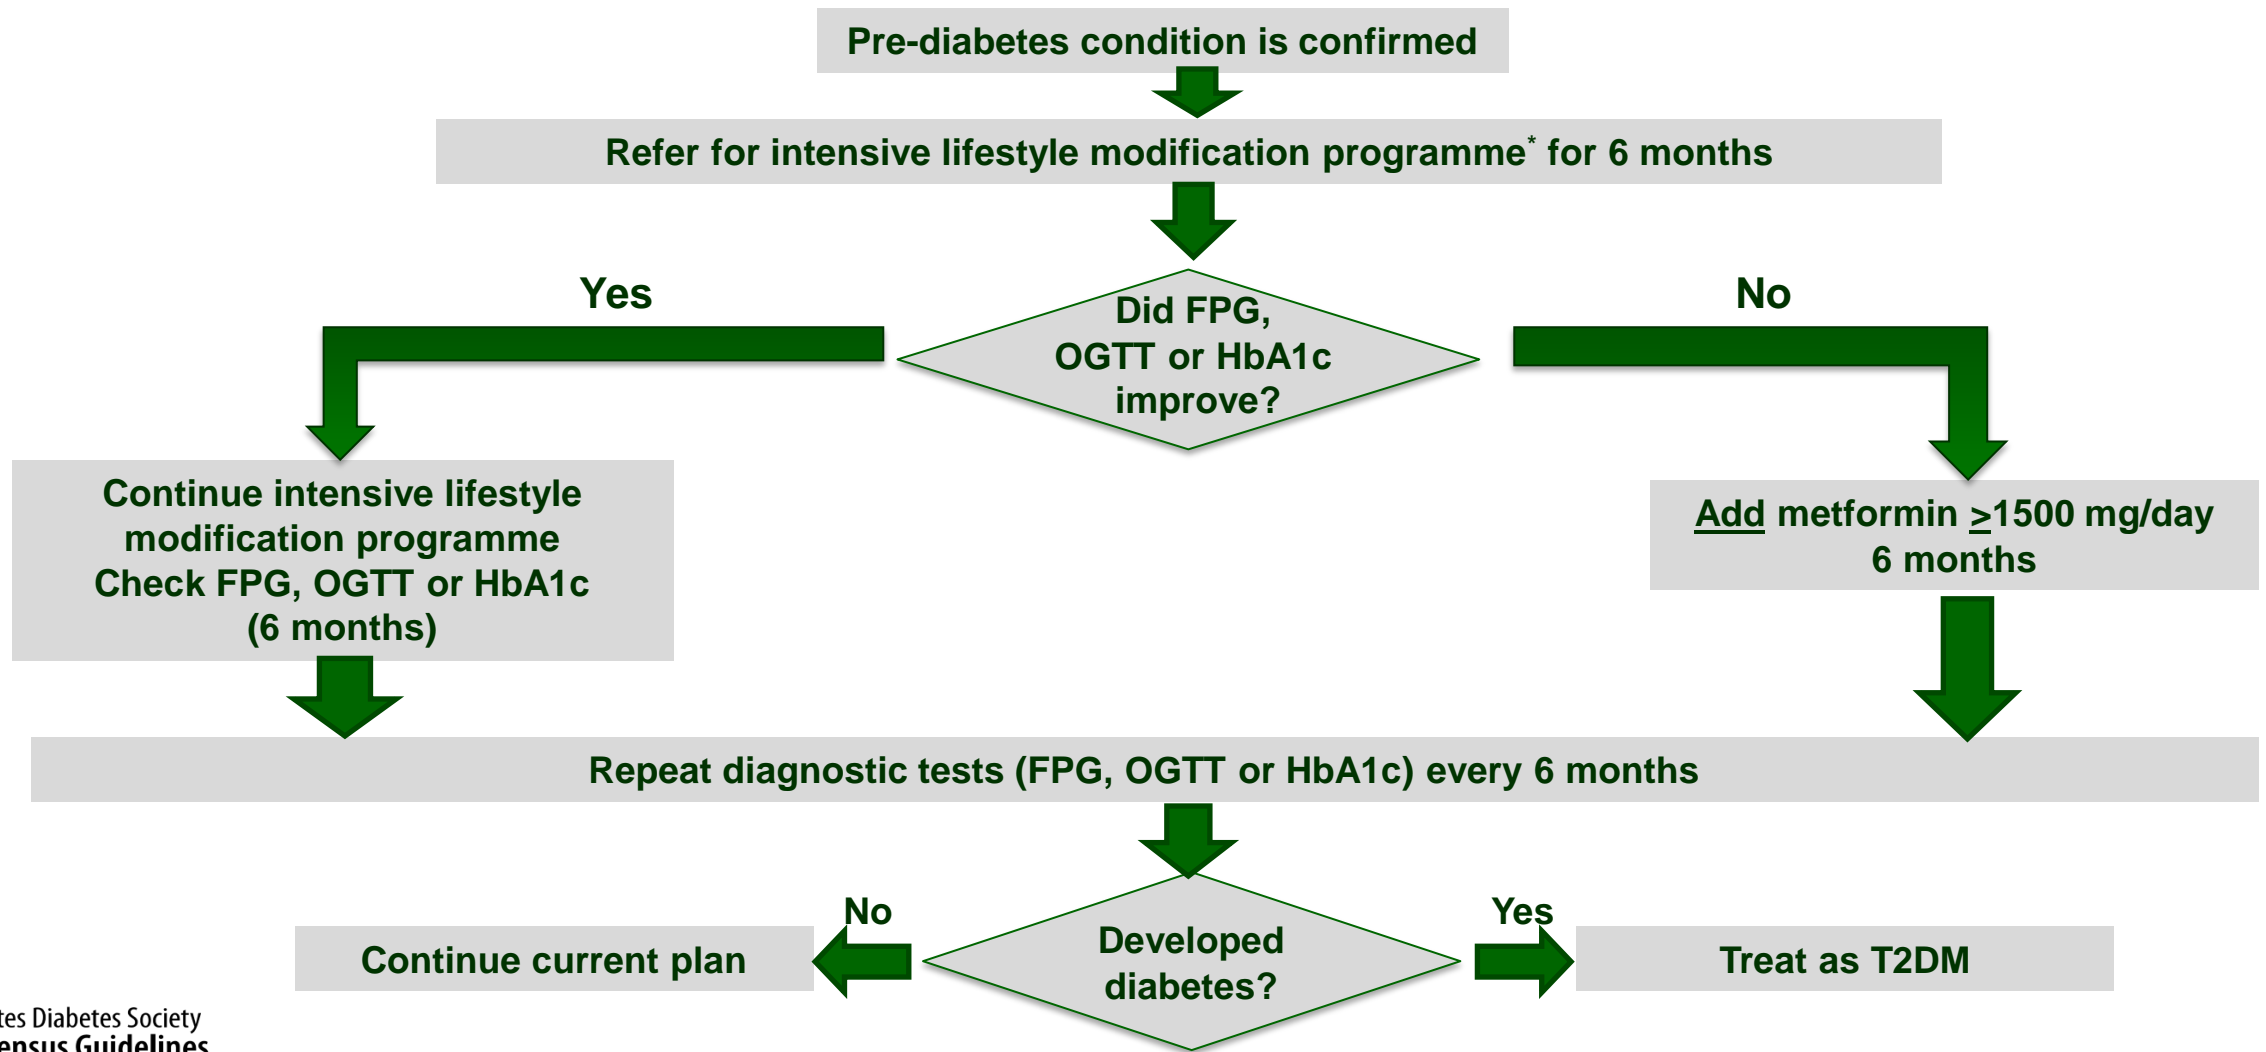 Pre-diabetes condition is confirmed
Refer for intensive lifestyle modification programme* for 6 months
Yes
No
Did FPG,
OGTT or HbA1c
improve?
Continue intensive lifestyle
modification programme
Check FPG, OGTT or HbA1c
(6 months)
Add metformin ≥1500 mg/day
6 months
Repeat diagnostic tests (FPG, OGTT or HbA1c) every 6 months
No
Yes
Continue current plan
Developed
diabetes?
Treat as T2DM
Diabetes Society
Guidelines